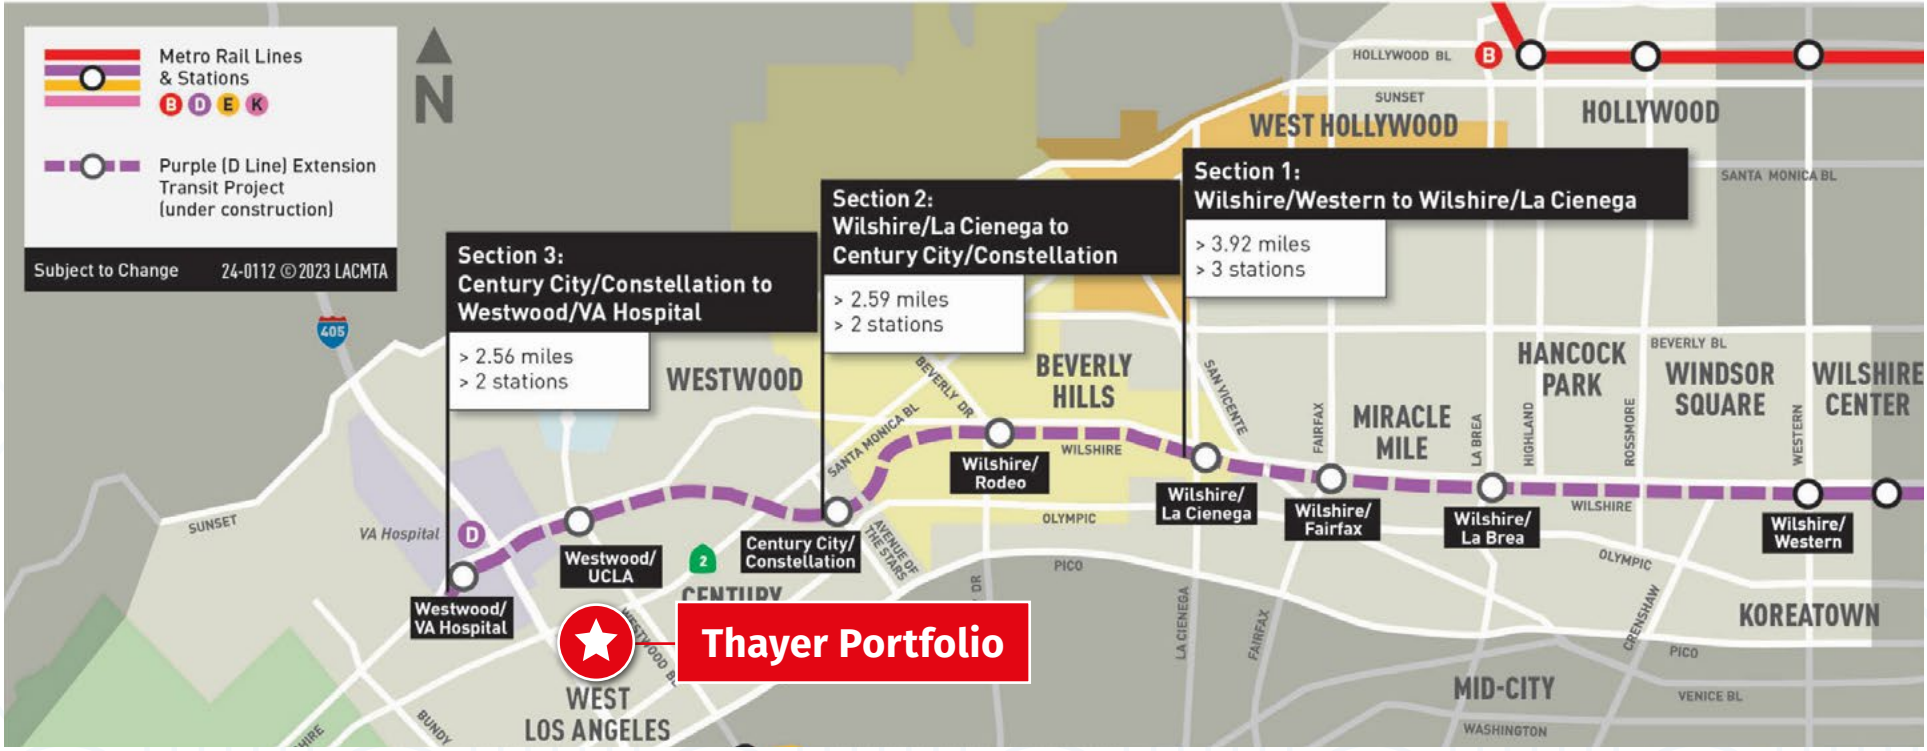 Metro Rail Lines
& Stations
B D E K
Purple (D Line) Extension
Transit Project
(under construction)
Subject to Change 24-0112 © 2023 LACMTA
N
405
HOLLYWOOD BL
B
SUNSET
WEST HOLLYWOOD
HOLLYWOOD
SANTA MONICA BL
Section 1:
Wilshire/Western to Wilshire/La Cienega
> 3.92 miles
> 3 stations
Section 2:
Wilshire/La Cienega to
Century City/Constellation
> 2.59 miles
> 2 stations
Section 3:
Century City/Constellation to
Westwood/VA Hospital
> 2.56 miles
> 2 stations
WESTWOOD
BEVERLY DR
BEVERLY
HILLS
SAN VICENTE
BEVERLY BL
HANCOCK
PARK
WINDSOR
SQUARE
WILSHIRE
CENTER
MIRACLE
MILE
FAIRFAX
LA BREA
HIGHLAND
ROSSMORE
WESTERN
SANTA MONICA BL
WILSHIRE
Wilshire/
Rodeo
Wilshire/
La Cienega
Wilshire/
Fairfax
Wilshire/
La Brea
WILSHIRE
Wilshire/
Western
SUNSET
VA Hospital
D
Westwood/
UCLA
2
Century City/
Constellation
AVENUE OF
THE STARS
OLYMPIC
PICO
OLYMPIC
Westwood/
VA Hospital
CENTURY
WESTWOOD BL
DR
Thayer Portfolio
LA CIENEGA
FAIRFAX
CRENSHAW
KOREATOWN
PICO
WEST
LOS ANGELES
BUNDY
MID-CITY
VENICE BL
WASHINGTON